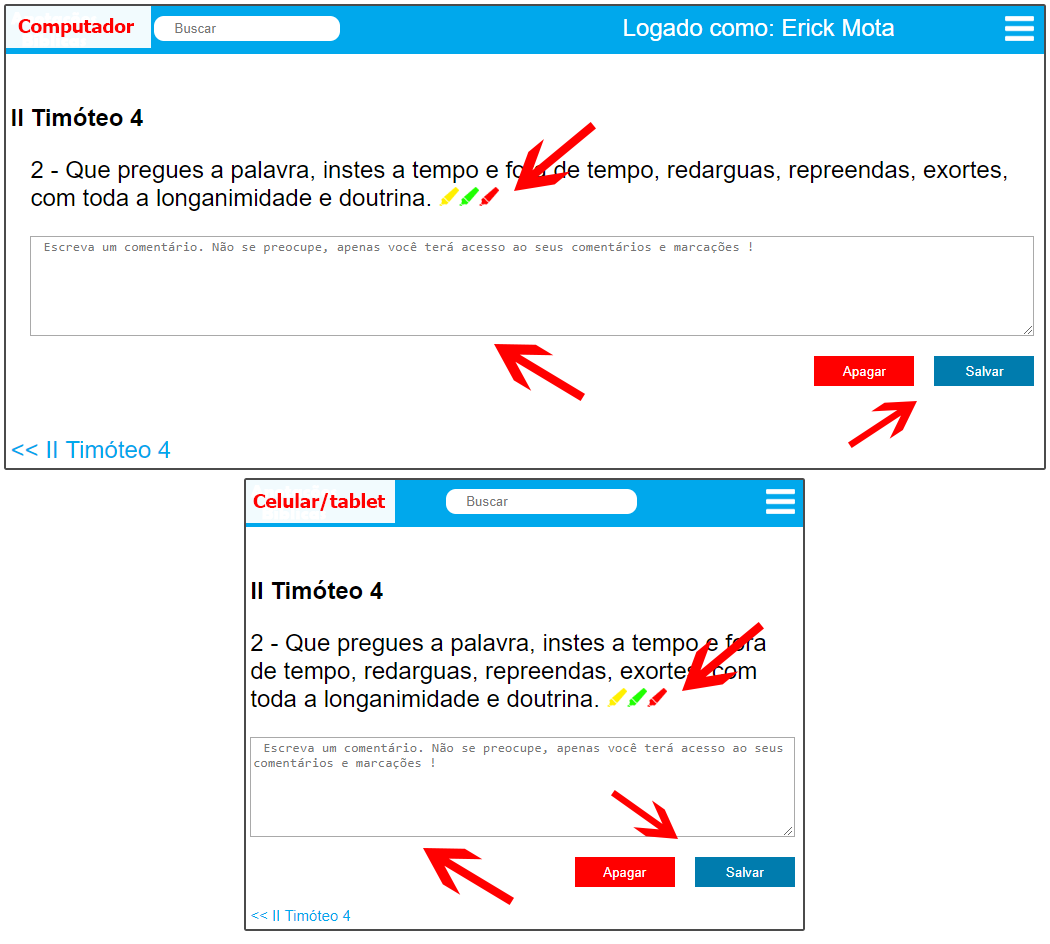 Computador
Buscar
Logado como: Erick Mota
II Timóteo 4
2 - Que pregues a palavra, instes a tempo e fora de tempo, redarguas, repreendas, exortes,
com toda a longanimidade e doutrina.
Escreva um comentário. Não se preocupe, apenas você terá acesso ao seus comentários e marcações !
Apagar
Salvar
<< II Timóteo 4
Celular/tablet
Buscar
II Timóteo 4
2 - Que pregues a palavra, instes a tempo e fora
de tempo, redarguas, repreendas, exortes, com
toda a longanimidade e doutrina.
Escreva um comentário. Não se preocupe, apenas você terá acesso ao seus
comentários e marcações !
Apagar
Salvar
<< II Timóteo 4